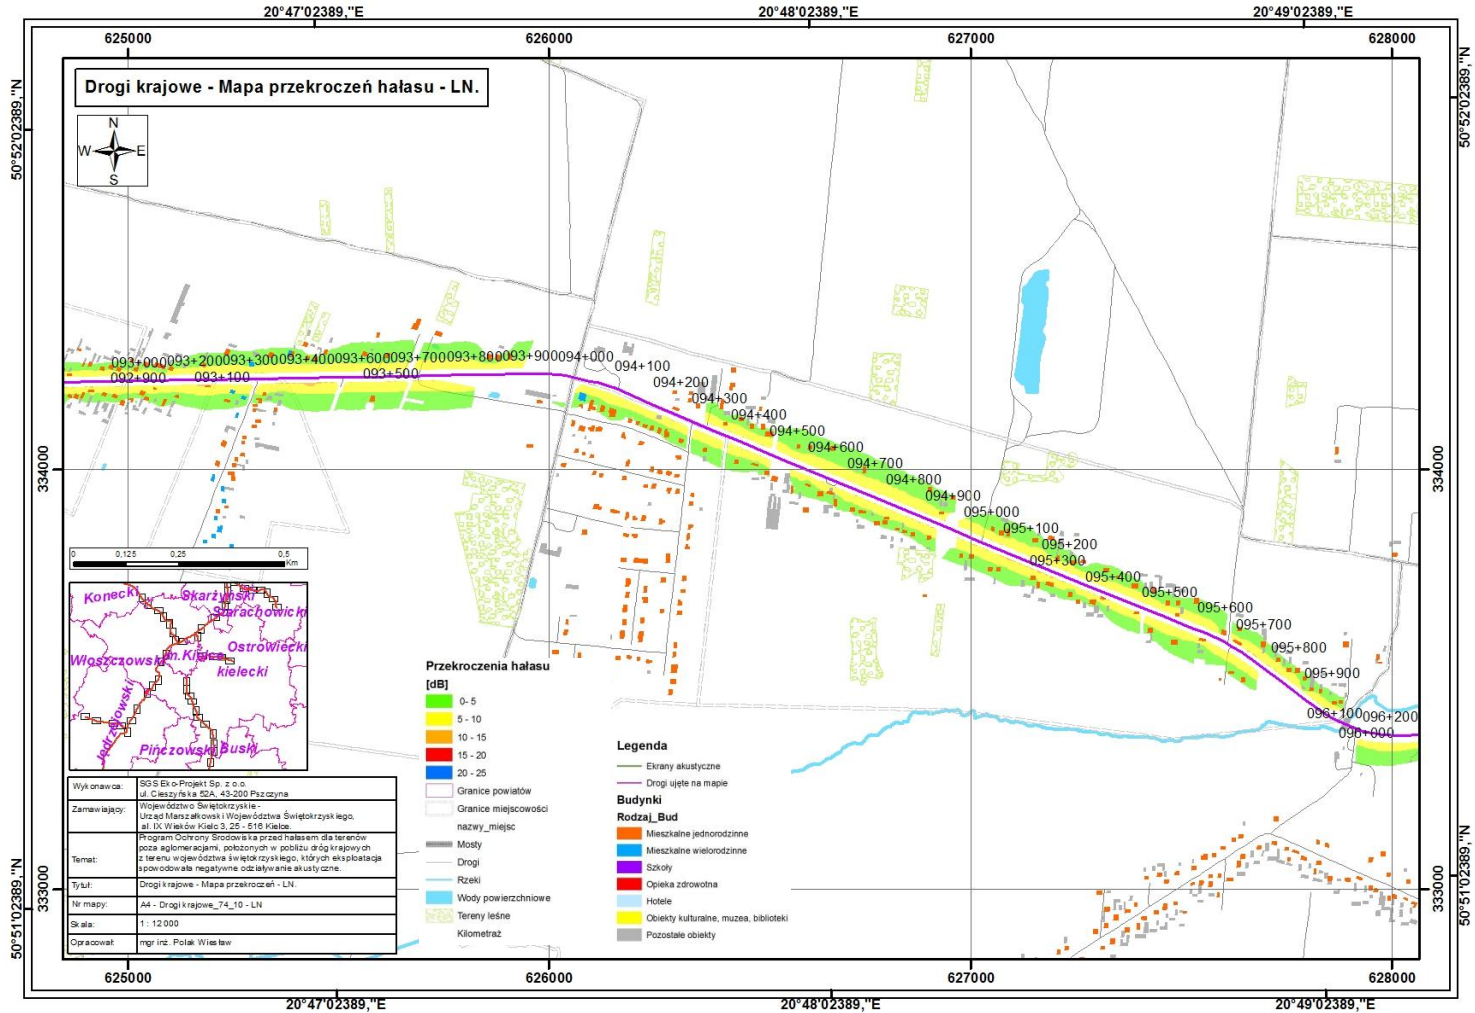 20°47'02389,"E 20°48'02389,"E 20°49'02389,"E
625000 626000 627000 628000
50°52'02389,"N
50°52'02389,"N
Drogi krajowe - Mapa przekroczeń hałasu - LN.
N
W E
S
093+000 093+200 093+300 093+400 093+600 093+700 093+800 093+900 094+000
092+900 093+100 093+500
094+100
094+200
094+300
094+400
094+500
094+600
094+700
094+800
094+900
095+000
095+100
095+200
095+300
095+400
095+500
095+600
095+700
095+800
095+900
096+100 096+200
096+000
334000
334000
0 0,125 0,25 0,5
Km
Konecki Skarżyski
Starachowicki
Ostrowiecki
Włoszczowski m.Kielce
kielecki
Jędrzejowski
Pińczowski Buski
Wykonawca: SGS Eko-Projekt Sp. z o.o.
ul. Cieszyńska 52A, 43-200 Pszczyna
Zamawiający: Województwo Świętokrzyskie -
Urząd Marszałkowski Województwa Świętokrzyskiego,
al. IX Wieków Kielc 3, 25 - 516 Kielce.
Temat: Program Ochrony Środowiska przed hałasem dla terenów
poza aglomeracjami, położonych w pobliżu dróg krajowych
z terenu województwa świętokrzyskiego, których eksploatacja
spowodowała negatywne odziaływanie akustyczne.
Tytuł: Drogi krajowe - Mapa przekroczeń - LN.
Nr mapy: A4 - Drogi krajowe_74_10 - LN
Skala: 1 : 12 000
Opracował: mgr inż. Polak Wiesław
Przekroczenia hałasu
[dB]
0- 5
5 - 10
10 - 15
15 - 20
20 - 25
Granice powiatów
Granice miejscowości
nazwy_miejsc
Mosty
Drogi
Rzeki
Wody powierzchniowe
Tereny leśne
Kilometraż
Legenda
Ekrany akustyczne
Drogi ujęte na mapie
Budynki
Rodzaj_Bud
Mieszkalne jednorodzinne
Mieszkalne wielorodzinne
Szkoły
Opieka zdrowotna
Hotele
Obiekty kulturalne, muzea, biblioteki
Pozostałe obiekty
333000
333000
50°51'02389,"N
50°51'02389,"N
625000 626000 627000 628000
20°47'02389,"E 20°48'02389,"E 20°49'02389,"E